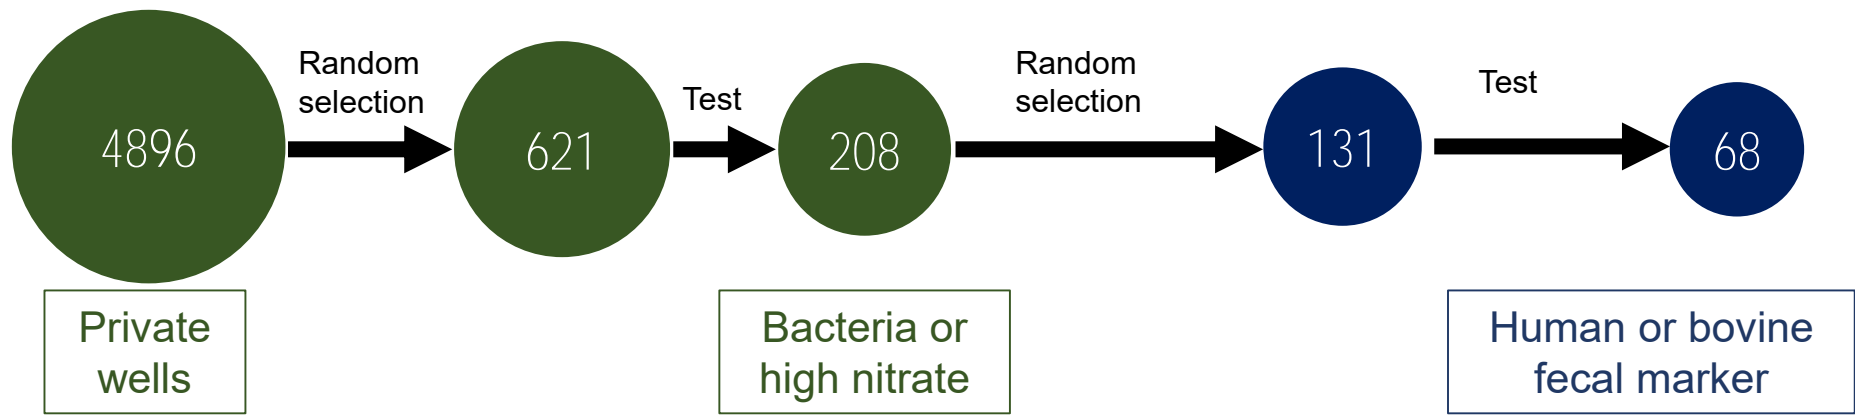 4896
Random
selection
621
Test
208
Random
selection
131
Test
68
Private
wells
Bacteria or
high nitrate
Human or bovine
fecal marker